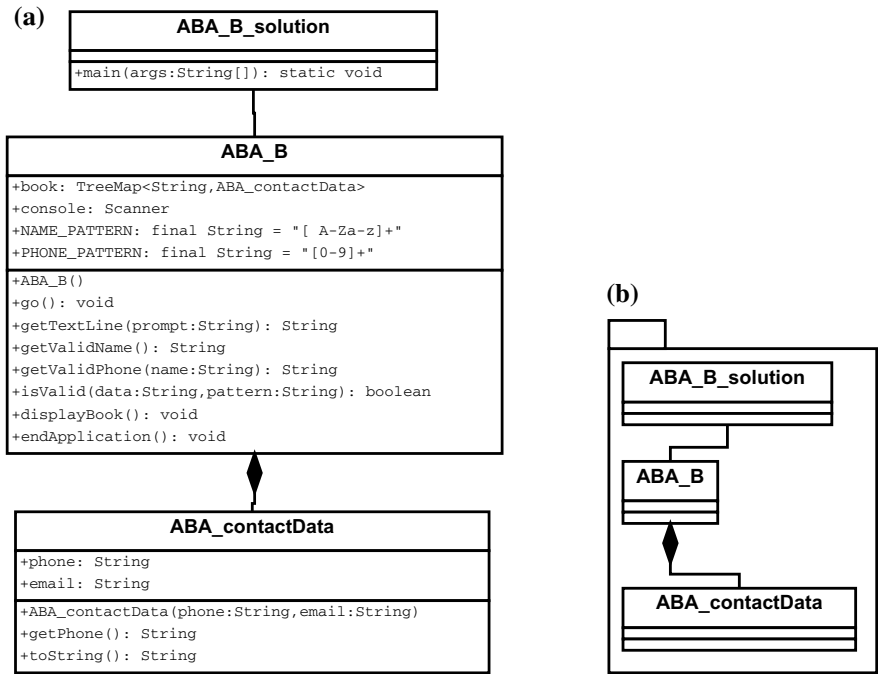 (a)
ABA_B_solution
+main(args:String[]): static void
ABA_B
+book: TreeMap<String,ABA_contactData>
+console: Scanner
+NAME_PATTERN: final String = "[ A-Za-z]+"
+PHONE_PATTERN: final String = "[0-9]+"
+ABA_B()
+go(): void
+getTextLine(prompt:String): String
+getValidName(): String
+getValidPhone(name:String): String
+isValid(data:String,pattern:String): boolean
+displayBook(): void
+endApplication(): void
ABA_contactData
+phone: String
+email: String
+ABA_contactData(phone:String,email:String)
+getPhone(): String
+toString(): String
(b)
ABA_B_solution
ABA_B
ABA_contactData